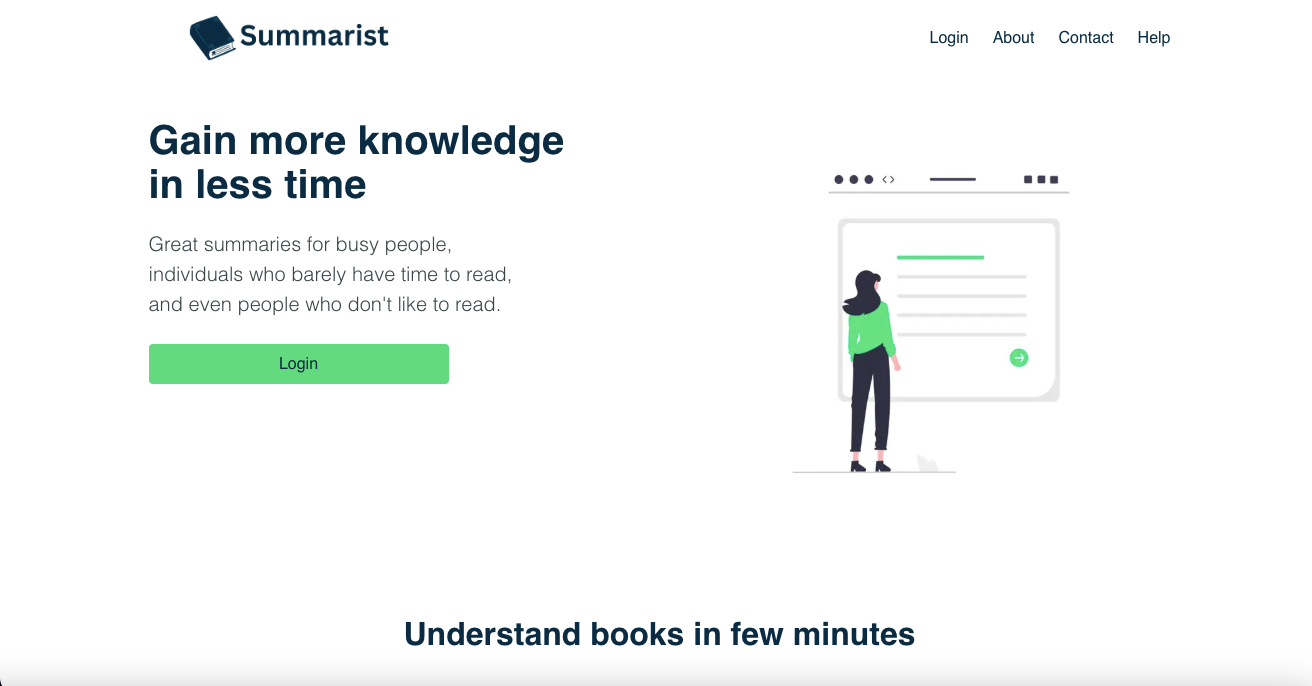 Summarist
Login About Contact Help
Gain more knowledge
in less time
Great summaries for busy people,
individuals who barely have time to read,
and even people who don't like to read.
Login
Understand books in few minutes